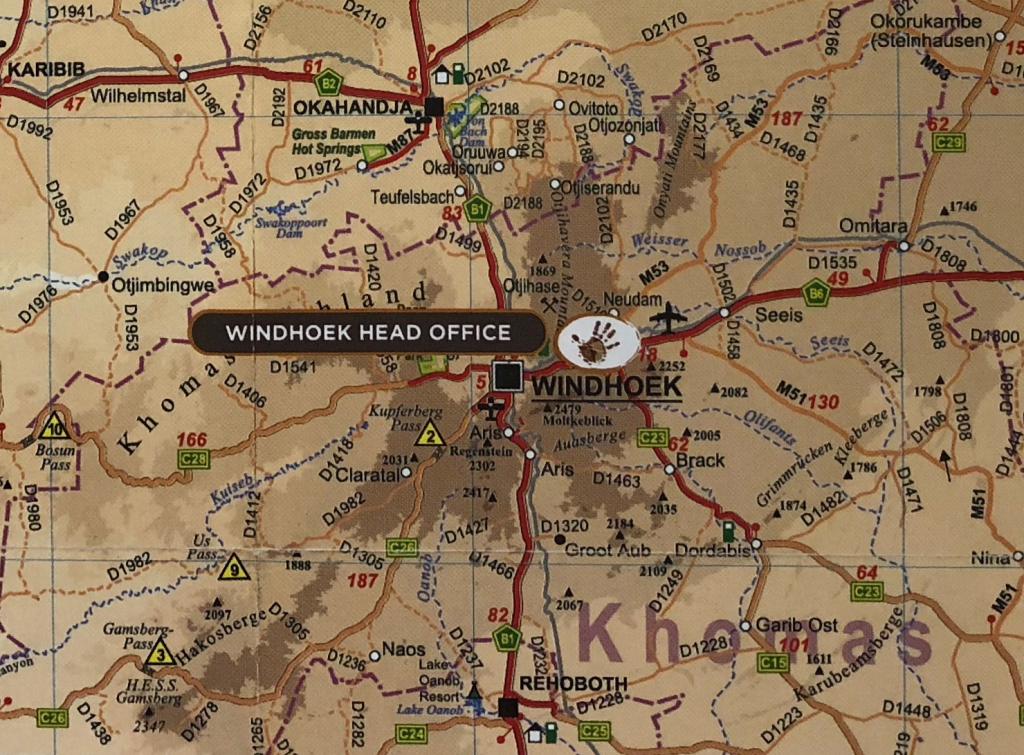 D1941
D2156
D2110
D2170
D2166
Okorukambe
(Steinhausen)
15
KARIBIB
61
B2
8
D2102
D2169
M53
47
Wilhelmstal
D1967
D2192
OKAHANDJA
D2188
D2102
Ovitoto
Swakop
M53
187
D1435
D1992
Gross Barmen
Hot Springs
M87
Von
Bach
Dam
D2194
D2195
Otjozonjati
D1434
62
C29
D1972
Oruuwa
Okatjsorui
D2188
D2177
D1468
D1953
D1967
D1972
Teufelsbach
Otjiserandu
Onyati Mountains
D1435
Swakoppoort
Dam
83
B1
D2188
D2102
1746
D1958
D1499
Weisser
Nossob
Omitara
Swakop
D1420
1869
M53
D1535
D1808
Otjimbingwe
Otjihase
D1502
49
B6
D1976
Neudam
Seeis
D1953
WINDHOEK HEAD OFFICE
18
D1458
Seeis
D1808
D1800
D1541
5
WINDHOEK
2252
2082
D1472
1798
Khomas
D1406
Kupferberg
Pass
2
2479
Moltkeblick
M51
130
D1506
D1808
10
Bosun
Pass
166
C28
D1418
Aris
Regenstein
2302
Auasberge
C23
62
2005
Olifants
Grimmrücken
Kleeberge
2031
Claratal
Aris
Brack
1786
Kuiseb
D1412
D1982
2417
D1463
2035
1874
D1482
D1471
M51
D1980
Us
Pass
9
D1427
D1320
2184
Groot Aub
Dordabis
D1982
1888
D1305
C26
187
Oanob
D1466
2109
Nina
2097
2067
D1249
64
C23
M51
Gamsberg-
Pass
3
Hakosberge
D1305
82
B1
Khomas
Garib Ost
D1236
Naos
D1237
D1232
D1228
101
C15
1611
Karubeamsberge
H.E.S.S.
Gamsberg
2347
Lake
Oanob
Resort
Lake Oanob
REHOBOTH
D1228
C26
D1438
D1278
D1282
C24
C25
D1223
D1448
D1319